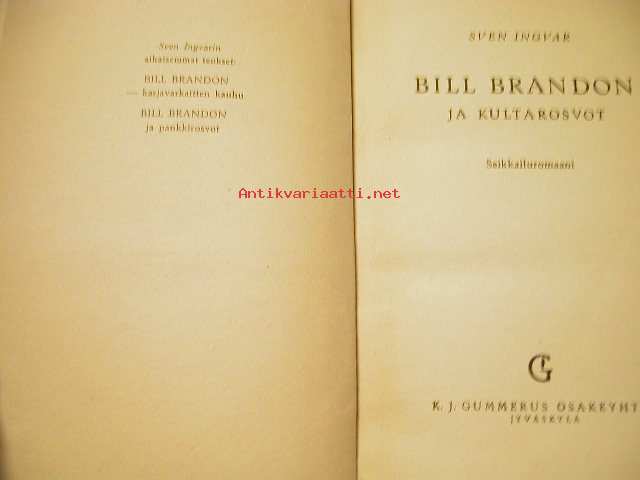 Sven Ingvarin
aikaisemmat teokset:
BILL BRANDON
— karjavarkaitten kauhu
BILL BRANDON
ja pankkirosvot
SVEN INGVAR
BILL BRANDON
JA KULTAROSVOT
Seikkailuromaani
Antikvariaatti.net
G
K. J. GUMMERUS OSAKEYHT
JYVÄSKYLÄ